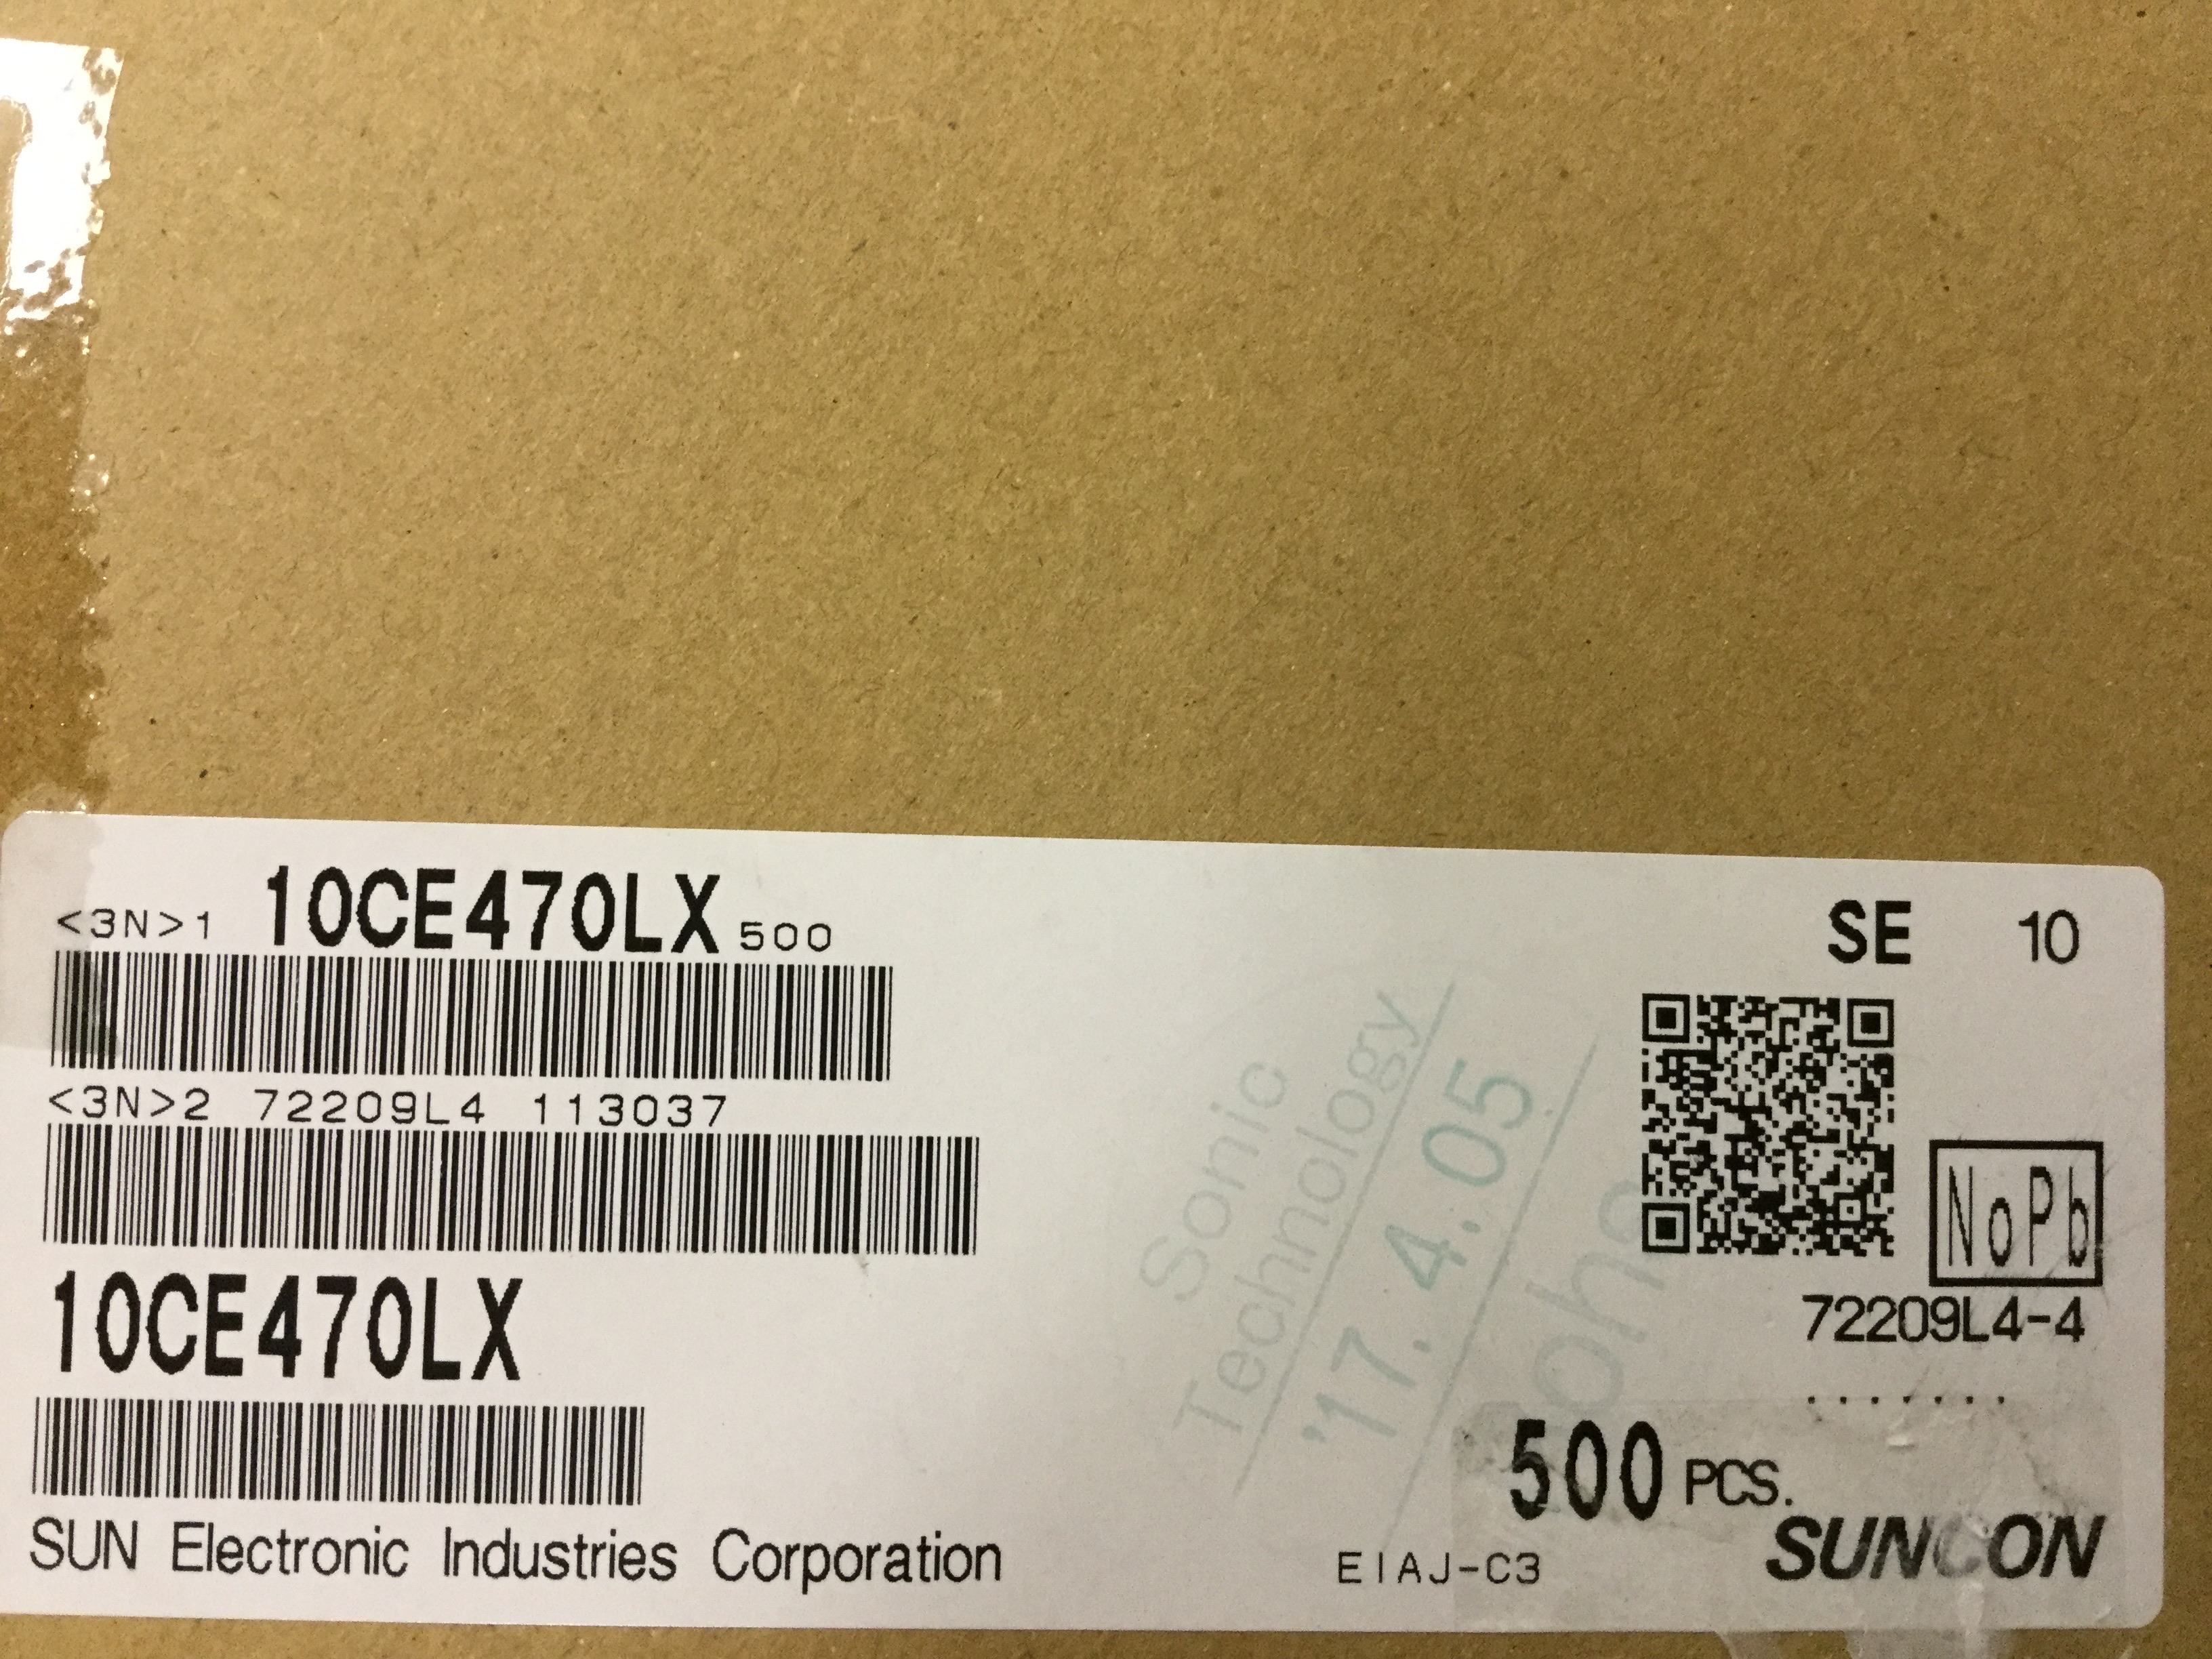 <3N>1 10CE470LX 500
SE 10
<3N>2 72209L4 113037
NoPb
10CE470LX
72209L4-4
Sonic
Technology
'17. 4. 05
500 PCS.
SUN Electronic Industries Corporation
EIAJ-C3
SUNCON